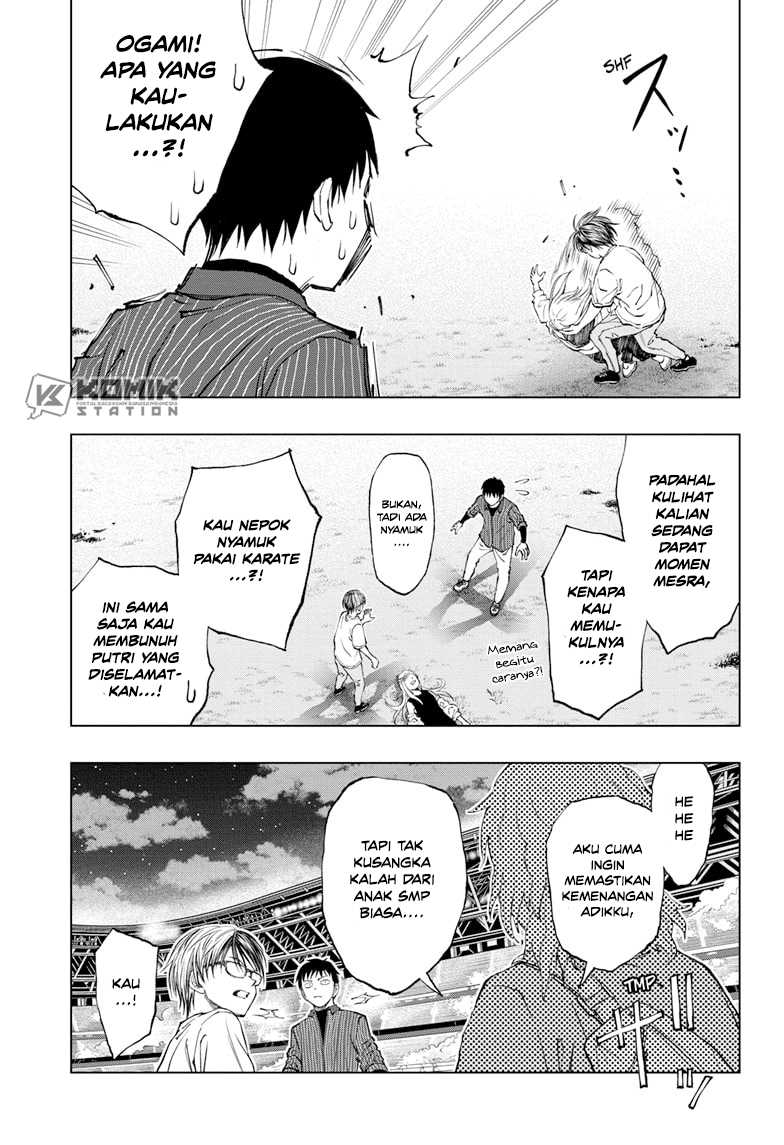 SHF
ス
OGAMI!
APA YANG
KAU-
LAKUKAN
...?!
KOMIK
STATION
PADAHAL
KULIHAT
KALIAN
SEDANG
DAPAT
MOMEN
MESRA,
TAPI
KENAPA
KAU
MEMU-
KULNYA
...?!
BUKAN,
TADI ADA
NYAMUK
....
Memang
begitu
caranya?!
KAU NEPOK
NYAMUK
PAKAI KARATE
...?!
INI SAMA
SAJA KAU
MEMBUNUH
PUTRI YANG
DISELAMAT-
KAN...!
HE
HE
HE
AKU CUMA
INGIN
MEMASTIKAN
KEMENANGAN
ADIKKU,
TAPI TAK
KUSANGKA
KALAH DARI
ANAK SMP
BIASA....
TMP
KAU
...!